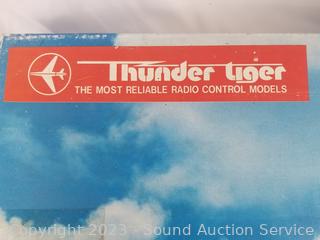 Thunder tiger
THE MOST RELIABLE RADIO CONTROL MODELS
Copyright 2023 - Sound Auction Service